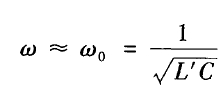 ω ≈ ω₀ = 1/√(L′C)